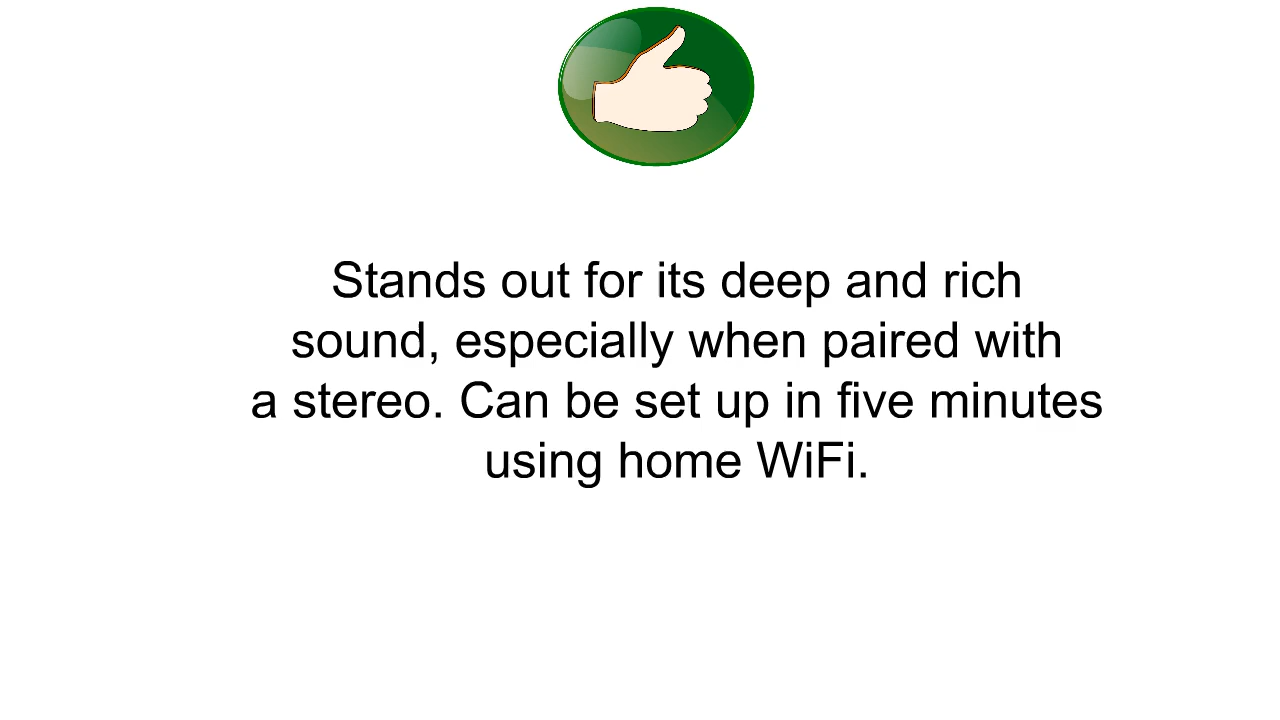 Stands out for its deep and rich
sound, especially when paired with
a stereo. Can be set up in five minutes
using home WiFi.